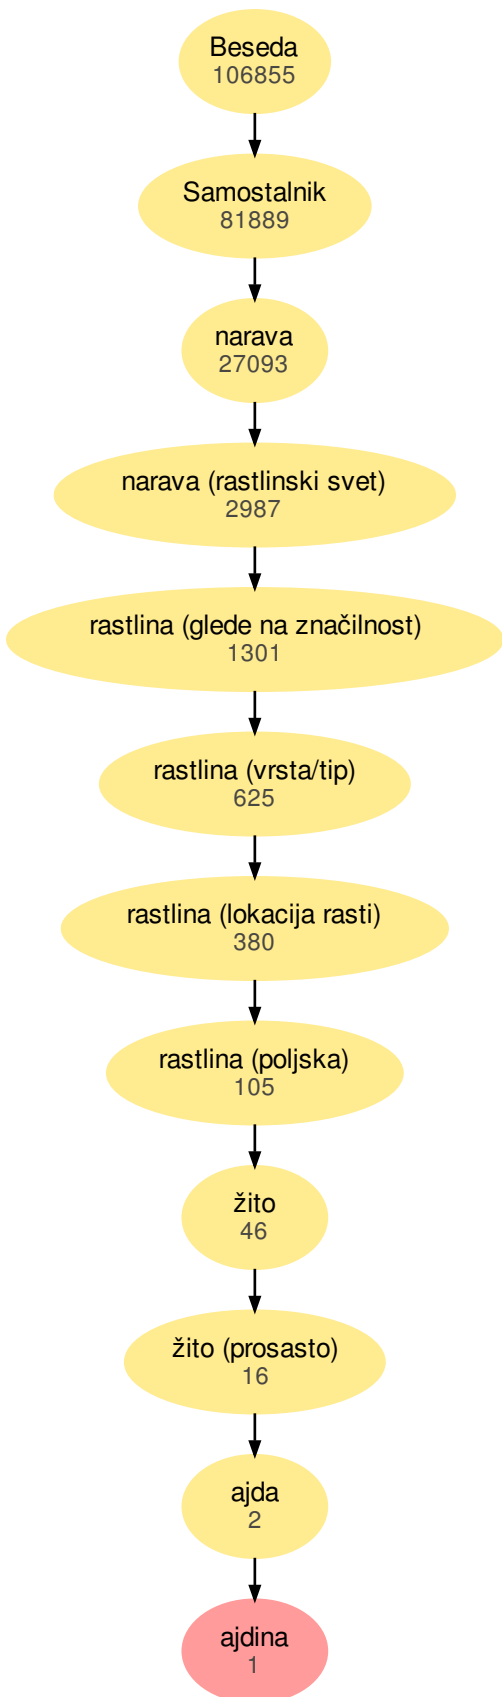 Beseda
106855
Samostalnik
81889
narava
27093
narava (rastlinski svet)
2987
rastlina (glede na značilnost)
1301
rastlina (vrsta/tip)
625
rastlina (lokacija rasti)
380
rastlina (poljska)
105
žito
46
žito (prosasto)
16
ajda
2
ajdina
1